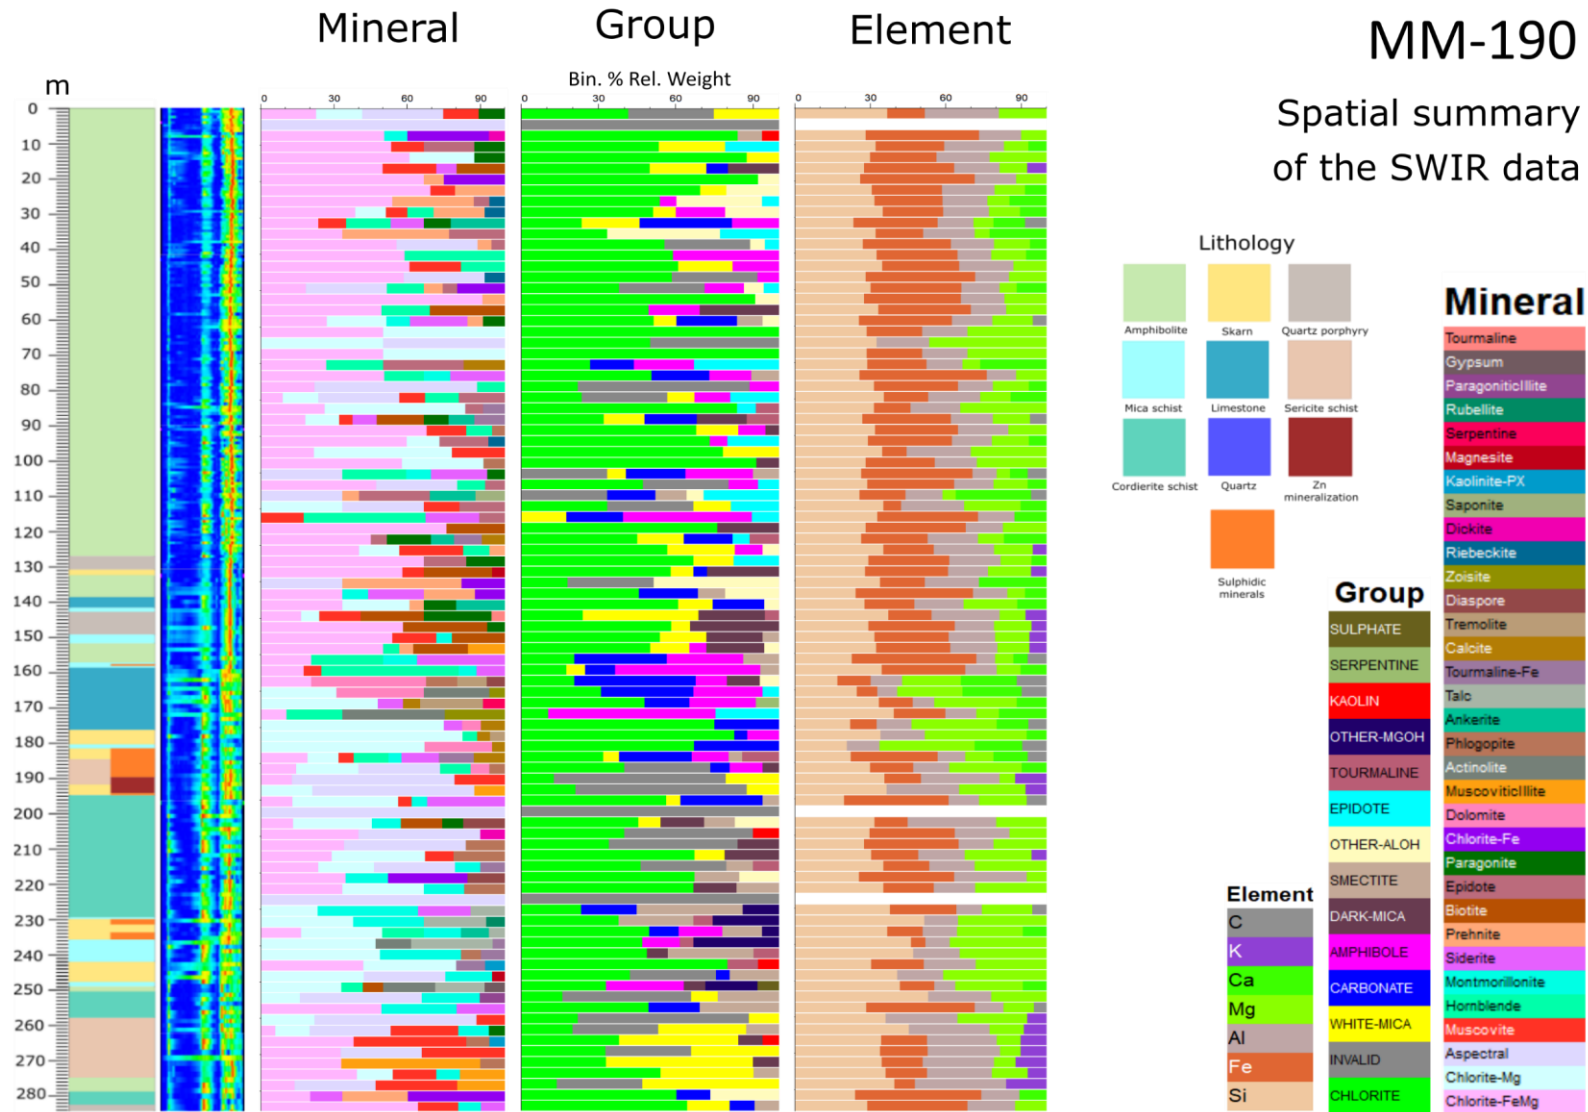 Mineral
Group
Element
MM-190
Spatial summary
of the SWIR data
m
Bin. % Rel. Weight
0 30 60 90
0 30 60 90
0 30 60 90
0
10
20
30
40
50
60
70
80
90
100
110
120
130
140
150
160
170
180
190
200
210
220
230
240
250
260
270
280
Lithology
Amphibolite
Skarn
Quartz porphyry
Mica schist
Limestone
Sericite schist
Cordierite schist
Quartz
Zn
mineralization
Sulphidic
minerals
Element
C
K
Ca
Mg
Al
Fe
Si
Group
SULPHATE
SERPENTINE
KAOLIN
OTHER-MGOH
TOURMALINE
EPIDOTE
OTHER-ALOH
SMECTITE
DARK-MICA
AMPHIBOLE
CARBONATE
WHITE-MICA
INVALID
CHLORITE
Mineral
Tourmaline
Gypsum
ParagoniticIllite
Rubellite
Serpentine
Magnesite
Kaolinite-PX
Saponite
Dickite
Riebeckite
Zoisite
Diaspore
Tremolite
Calcite
Tourmaline-Fe
Talc
Ankerite
Phlogopite
Actinolite
MuscoviticIllite
Dolomite
Chlorite-Fe
Paragonite
Epidote
Biotite
Prehnite
Siderite
Montmorillonite
Hornblende
Muscovite
Aspectral
Chlorite-Mg
Chlorite-FeMg